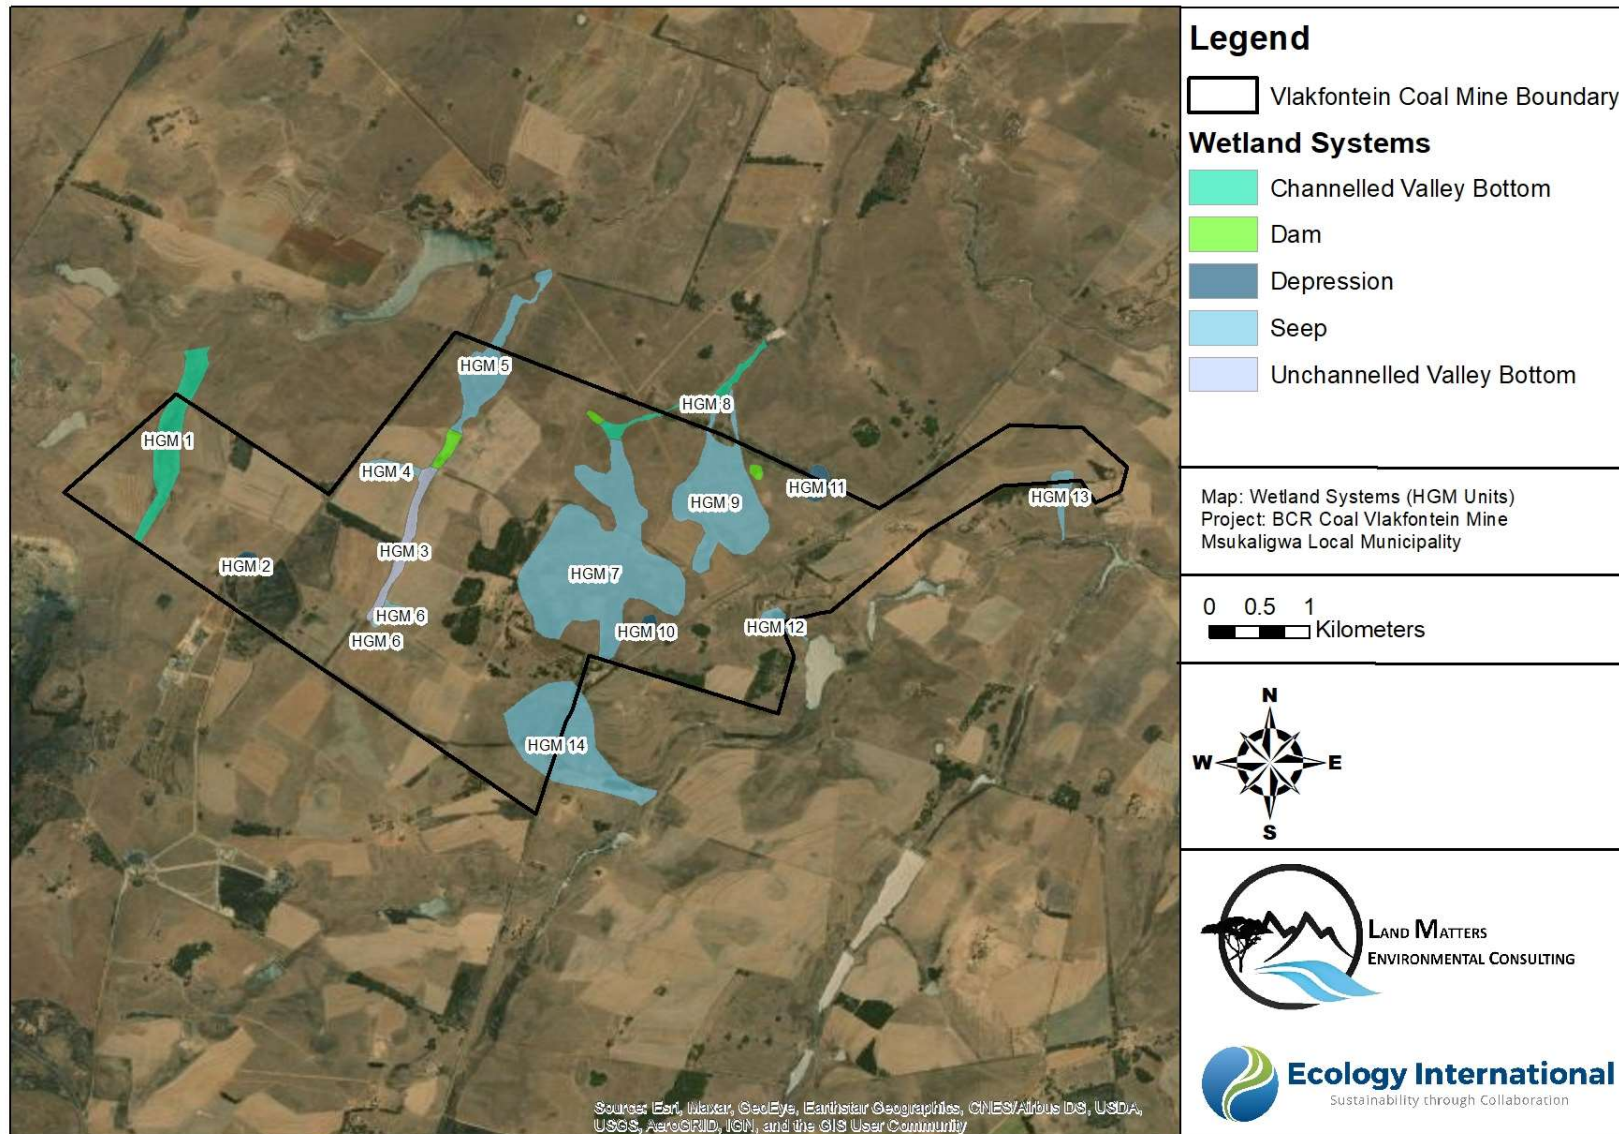 Legend
Vlakfontein Coal Mine Boundary
Wetland Systems
Channelled Valley Bottom
Dam
Depression
Seep
Unchannelled Valley Bottom
Map: Wetland Systems (HGM Units)
Project: BCR Coal Vlakfontein Mine
Msukaligwa Local Municipality
0 0.5 1
Kilometers
N
W E
S
LAND MATTERS
ENVIRONMENTAL CONSULTING
Ecology International
Sustainability through Collaboration
HGM 5
HGM 8
HGM 1
HGM 4
HGM 11
HGM 13
HGM 9
HGM 3
HGM 2
HGM 7
HGM 6
HGM 6
HGM 10
HGM 12
HGM 14
Source: Esri, Maxar, GeoEye, Earthstar Geographics, CNES/Airbus DS, USDA,
USGS, AeroGRID, IGN, and the GIS User Community